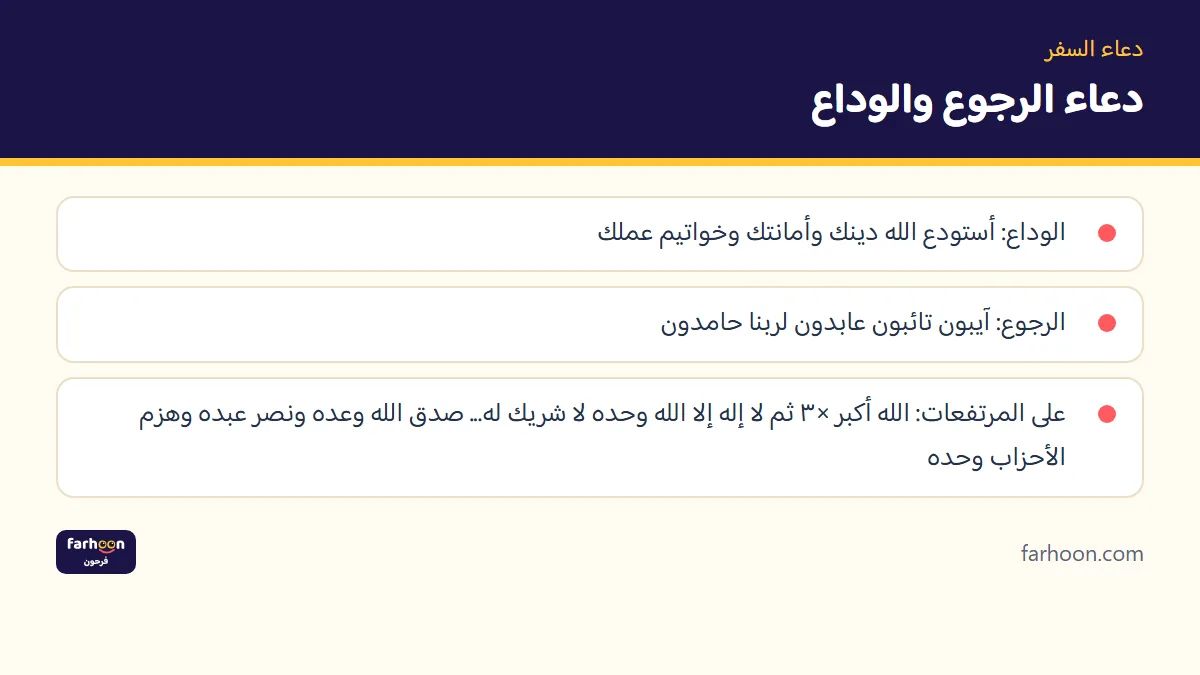 دعاء السفر
دعاء الرجوع والوداع
الوداع: أستودع الله دينك وأمانتك وخواتيم عملك
الرجوع: آيبون تائبون عابدون لربنا حامدون
على المرتفعات: الله أكبر ×٣ ثم لا إله إلا الله وحده لا شريك له... صدق الله وعده ونصر عبده وهزم
الأحزاب وحده
farhoon.com
farhoon
فرحون